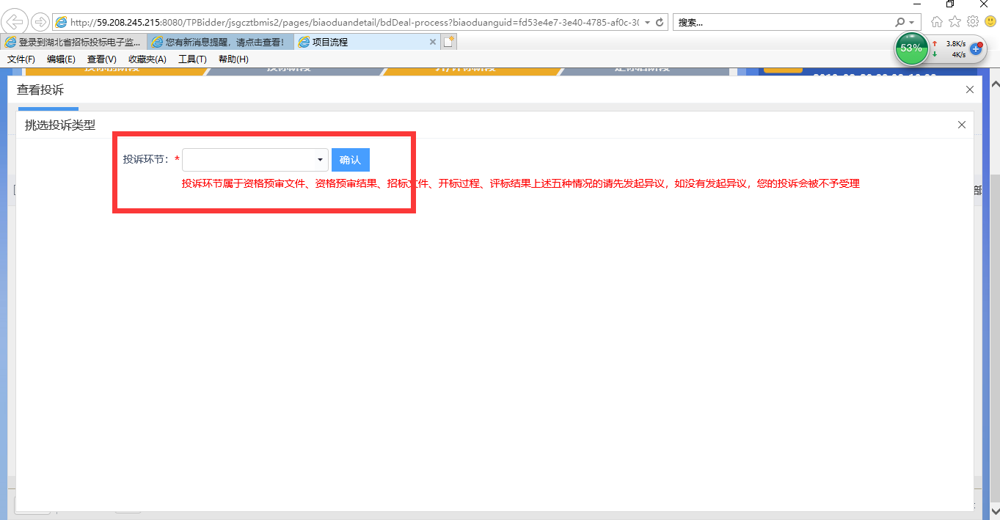 http://59.208.245.215:8080/TPBidder/jsgcztbmis2/pages/biaoduandetail/bdDeal-process?biaoduanguid=fd53e4e7-3e40-4785-af0c-30
搜索...
登录到湖北省招标投标电子监...
您有新消息提醒，请点击查看!
项目流程
53%
3.8K/s
4K/s
文件(F) 编辑(E) 查看(V) 收藏夹(A) 工具(T) 帮助(H)
查看投诉
挑选投诉类型
投诉环节：* 确认
投诉环节属于资格预审文件、资格预审结果、招标文件、开标过程、评标结果上述五种情况的请先发起异议，如没有发起异议，您的投诉会被不予受理
部